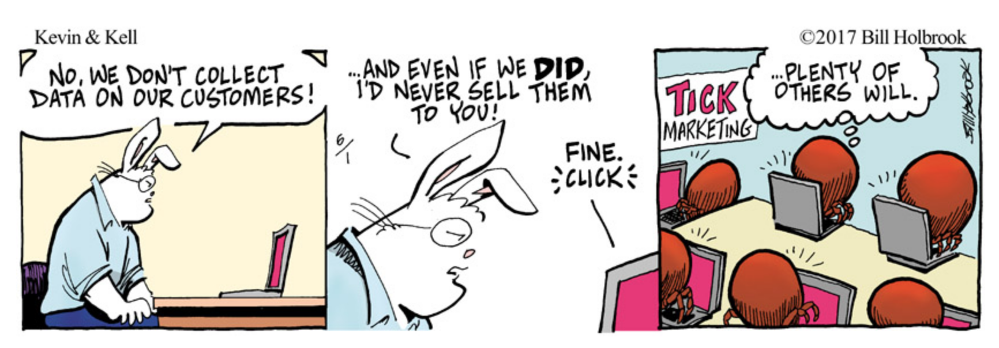 Kevin & Kell
©2017 Bill Holbrook
NO, WE DON'T COLLECT
DATA ON OUR CUSTOMERS!
...AND EVEN IF WE DID,
I'D NEVER SELL THEM
TO YOU!
6/1
FINE.
CLICK
TICK
MARKETING
...PLENTY OF
OTHERS WILL.
BILL HOLBROOK